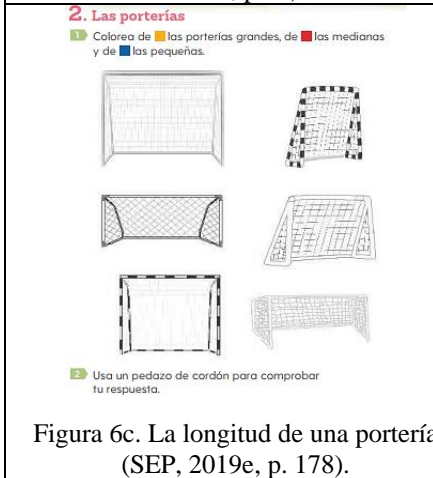 2. Las porterías
1 Colorea de las porterías grandes, de las medianas
y de las pequeñas.
2 Usa un pedazo de cordón para comprobar
tu respuesta.
Figura 6c. La longitud de una portería
(SEP, 2019e, p. 178).